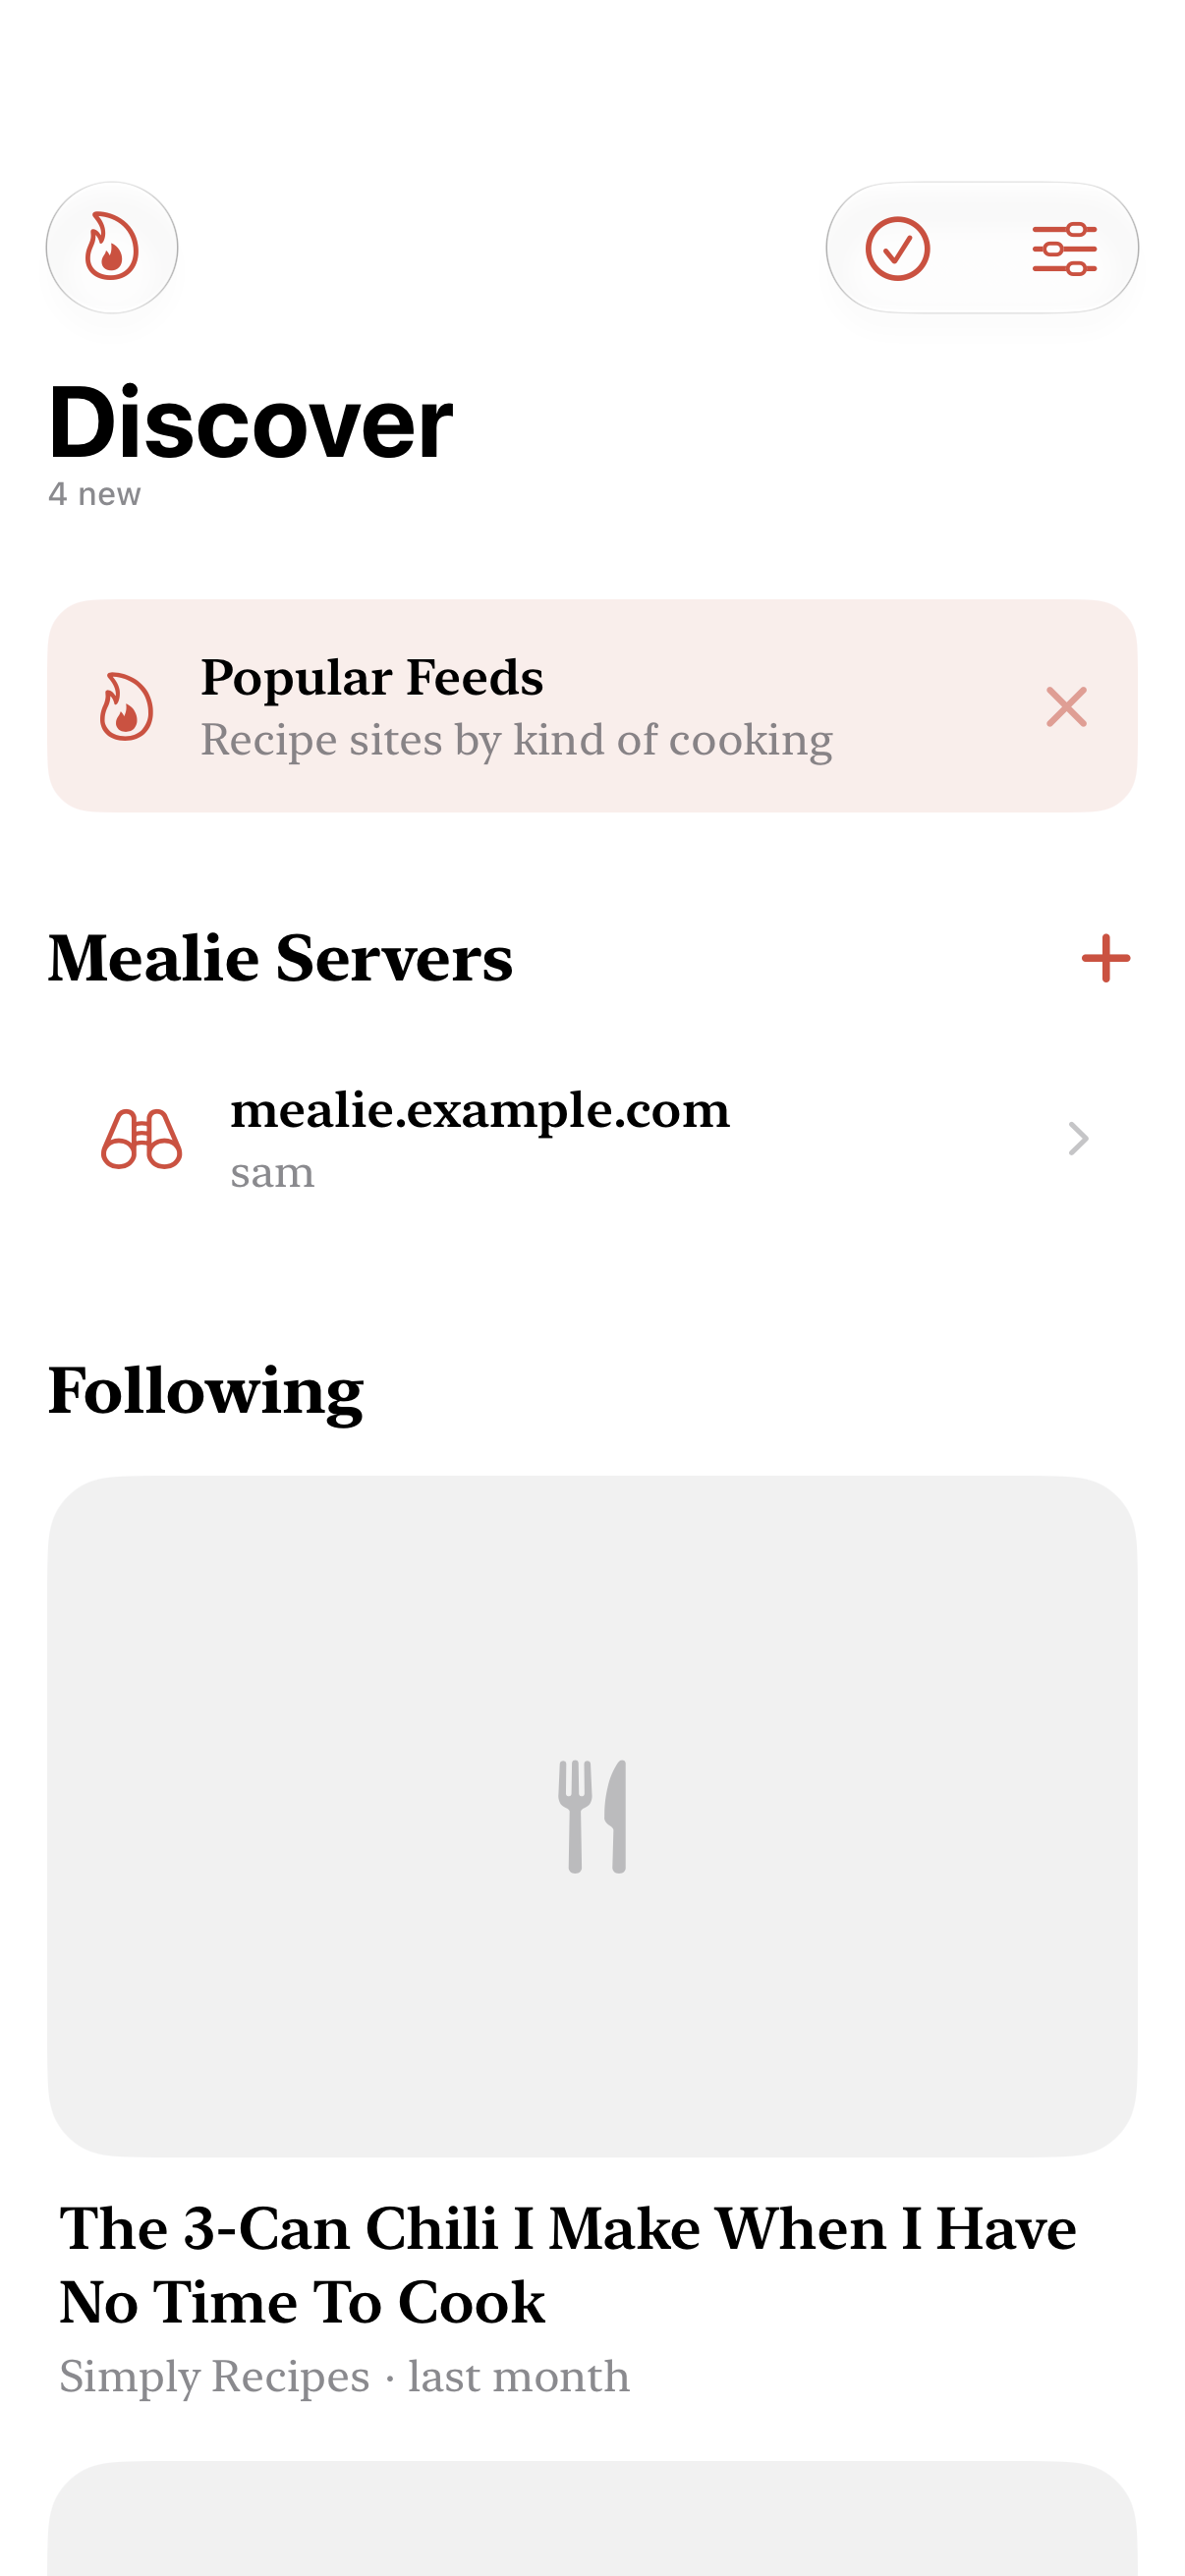 Discover
4 new
Popular Feeds
Recipe sites by kind of cooking
Mealie Servers
mealie.example.com
sam
Following
The 3-Can Chili I Make When I Have
No Time To Cook
Simply Recipes · last month